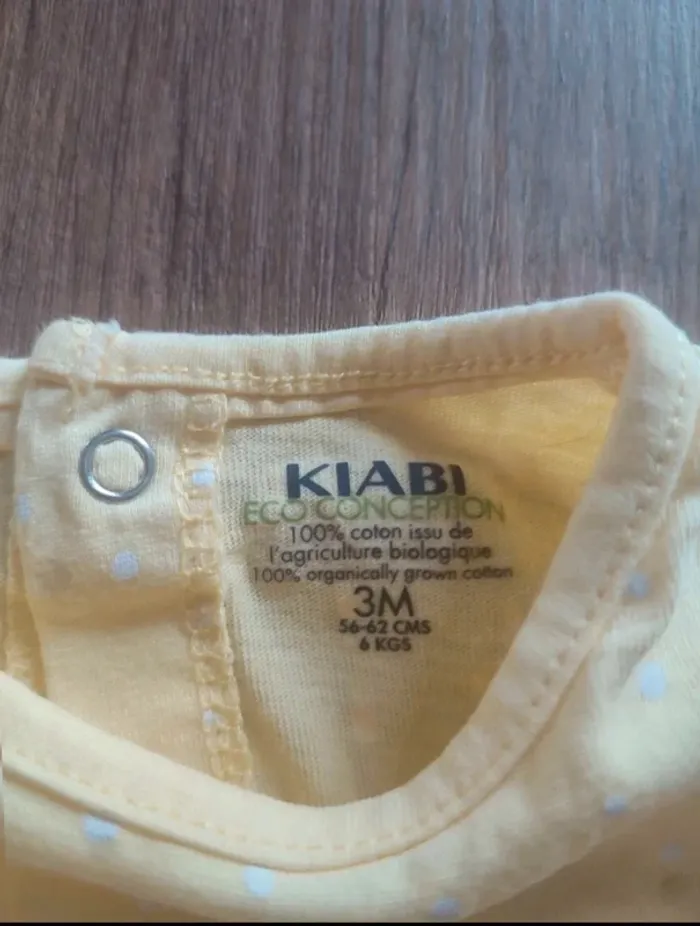 KIABI
ECO CONCEPTION
100% coton issu de
l'agriculture biologique
100% organically grown cotton
3M
56-62 CMS
6 KGS